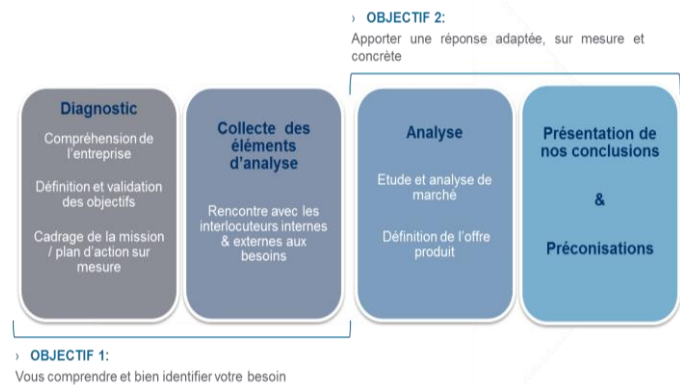 › OBJECTIF 2:
Apporter une réponse adaptée, sur mesure et
concrète
Diagnostic
Compréhension de
l'entreprise
Définition et validation
des objectifs
Cadrage de la mission
/ plan d'action sur
mesure
Collecte des
éléments
d'analyse
Rencontre avec les
interlocuteurs internes
& externes aux
besoins
Analyse
Etude et analyse de
marché
Définition de l'offre
produit
Présentation de
nos conclusions
&
Préconisations
› OBJECTIF 1:
Vous comprendre et bien identifier votre besoin